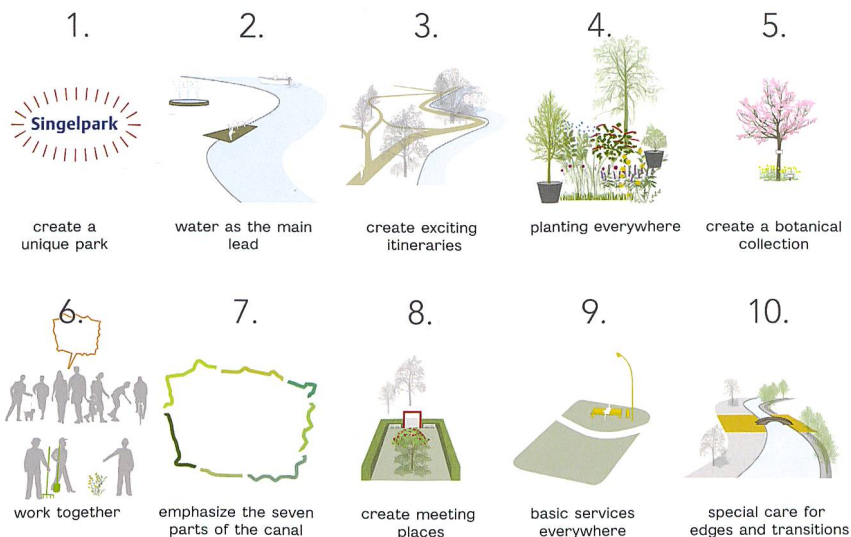 1.
2.
3.
4.
5.
Singelpark
create a
unique park
water as the main
lead
create exciting
itineraries
planting everywhere
create a botanical
collection
6.
7.
8.
9.
10.
work together
emphasize the seven
parts of the canal
create meeting
places
basic services
everywhere
special care for
edges and transitions